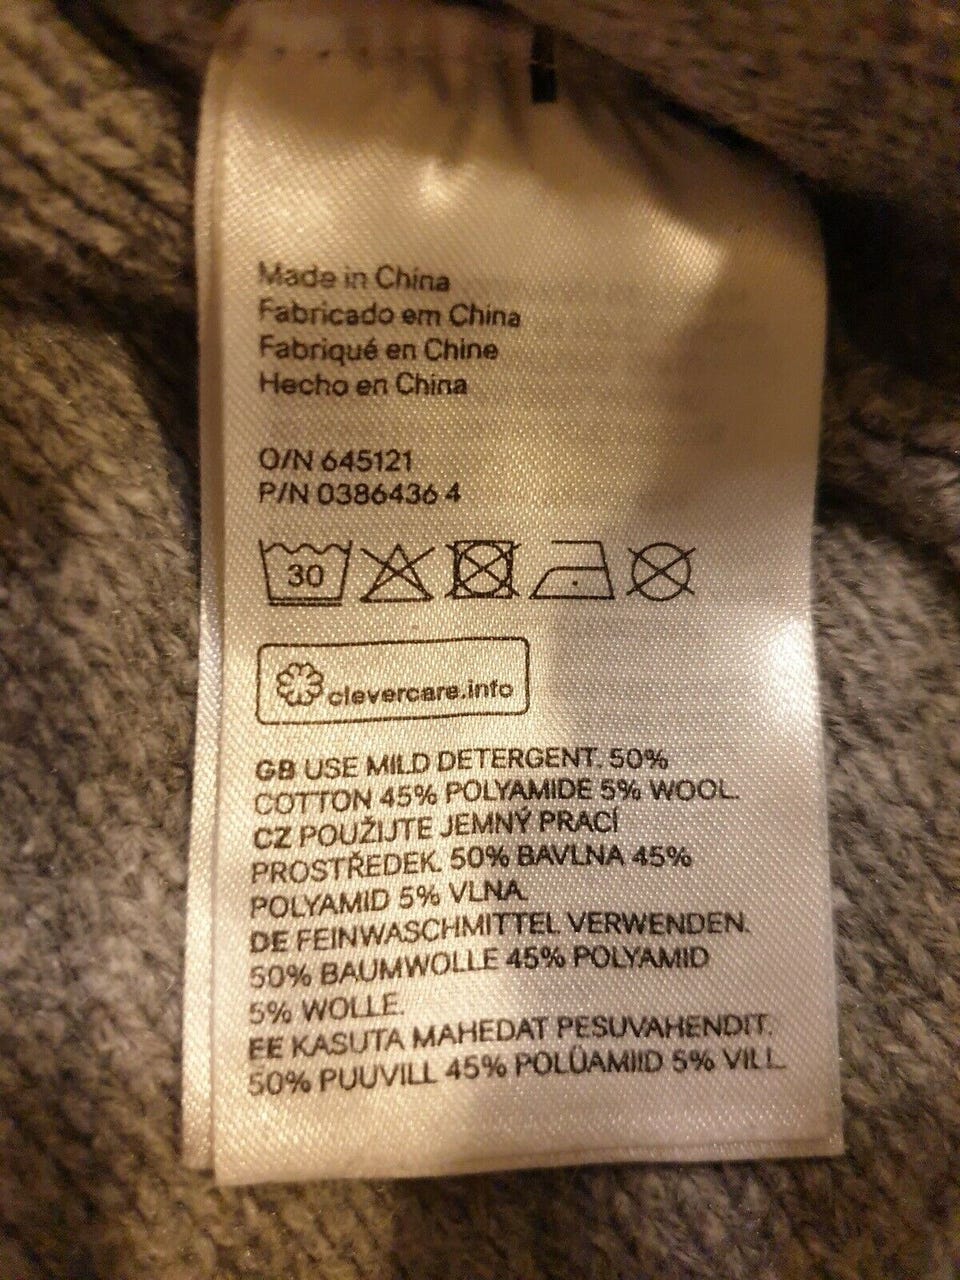 Made in China
Fabricado em China
Fabriqué en Chine
Hecho en China
O/N 645121
P/N 0386436 4
30
clevercare.info
GB USE MILD DETERGENT. 50%
COTTON 45% POLYAMIDE 5% WOOL.
CZ POUŽIJTE JEMNÝ PRACÍ
PROSTŘEDEK. 50% BAVLNA 45%
POLYAMID 5% VLNA.
DE FEINWASCHMITTEL VERWENDEN.
50% BAUMWOLLE 45% POLYAMID
5% WOLLE.
EE KASUTA MAHEDAT PESUVAHENDIT.
50% PUUVILL 45% POLÜAMIID 5% VILL.